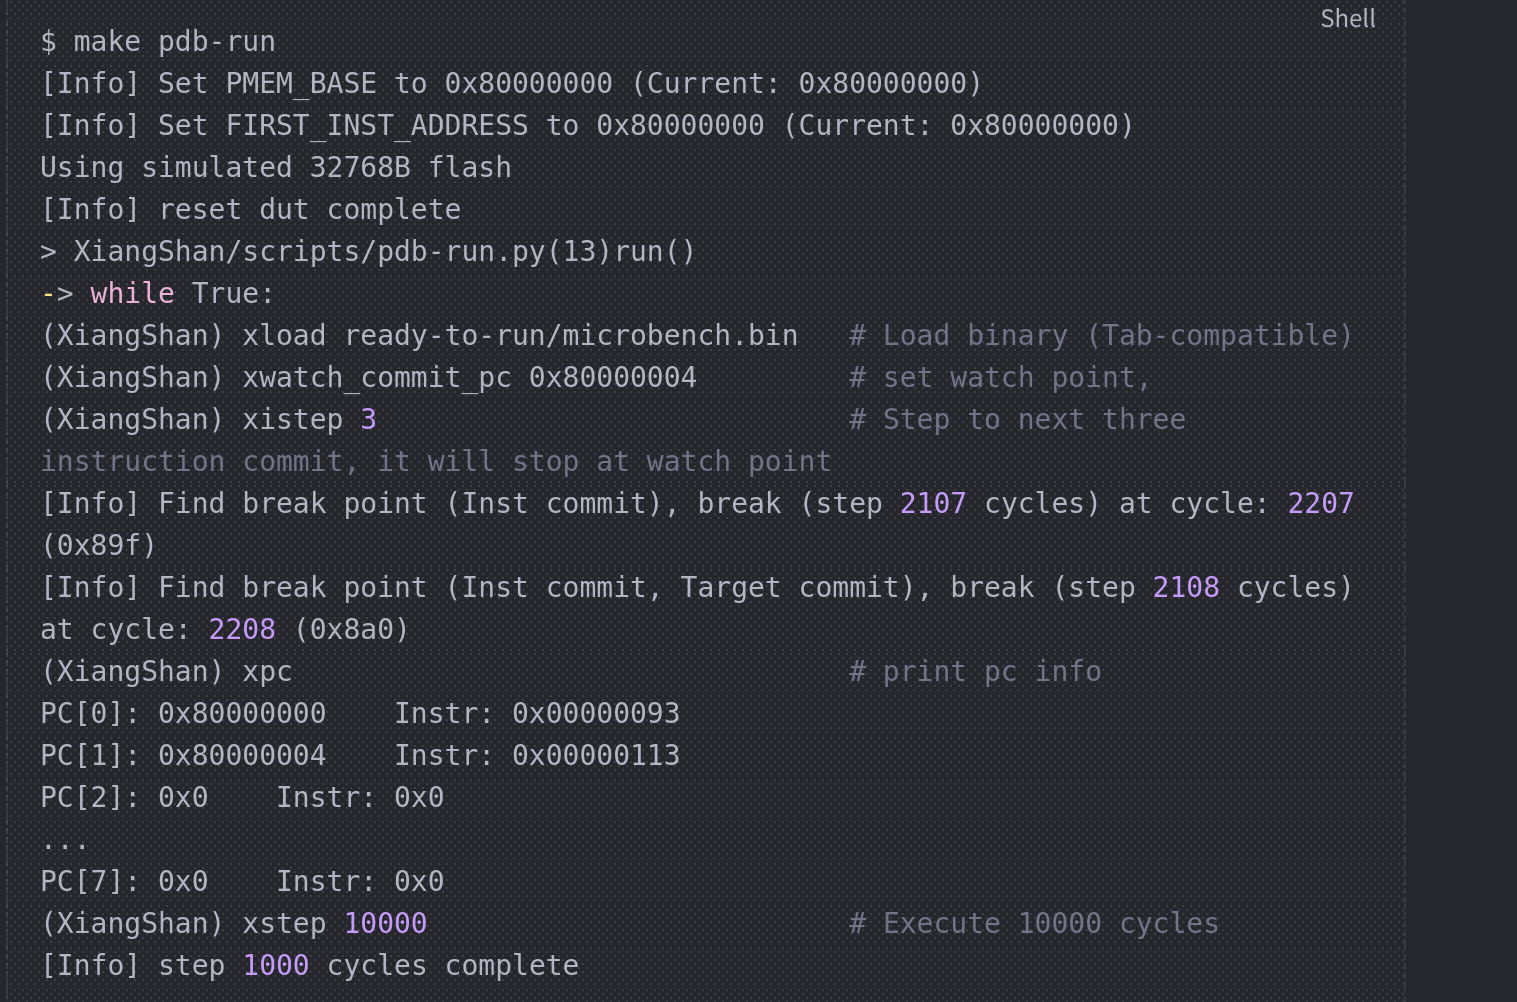 Shell
$ make pdb-run
[Info] Set PMEM_BASE to 0x80000000 (Current: 0x80000000)
[Info] Set FIRST_INST_ADDRESS to 0x80000000 (Current: 0x80000000)
Using simulated 32768B flash
[Info] reset dut complete
> XiangShan/scripts/pdb-run.py(13)run()
-> while True:
(XiangShan) xload ready-to-run/microbench.bin   # Load binary (Tab-compatible)
(XiangShan) xwatch_commit_pc 0x80000004         # set watch point,
(XiangShan) xistep 3                            # Step to next three
instruction commit, it will stop at watch point
[Info] Find break point (Inst commit), break (step 2107 cycles) at cycle: 2207
(0x89f)
[Info] Find break point (Inst commit, Target commit), break (step 2108 cycles)
at cycle: 2208 (0x8a0)
(XiangShan) xpc                                 # print pc info
PC[0]: 0x80000000    Instr: 0x00000093
PC[1]: 0x80000004    Instr: 0x00000113
PC[2]: 0x0    Instr: 0x0
...
PC[7]: 0x0    Instr: 0x0
(XiangShan) xstep 10000                         # Execute 10000 cycles
[Info] step 1000 cycles complete